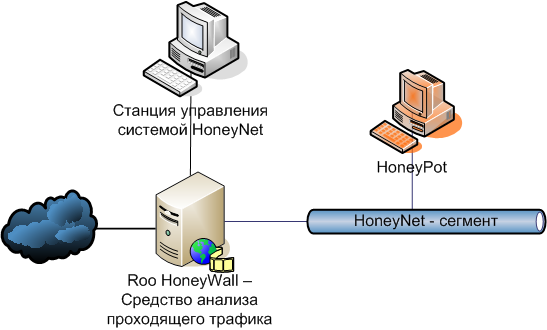 Станция управления
системой HoneyNet
HoneyPot
HoneyNet - сегмент
Roo HoneyWall –
Средство анализа
проходящего трафика